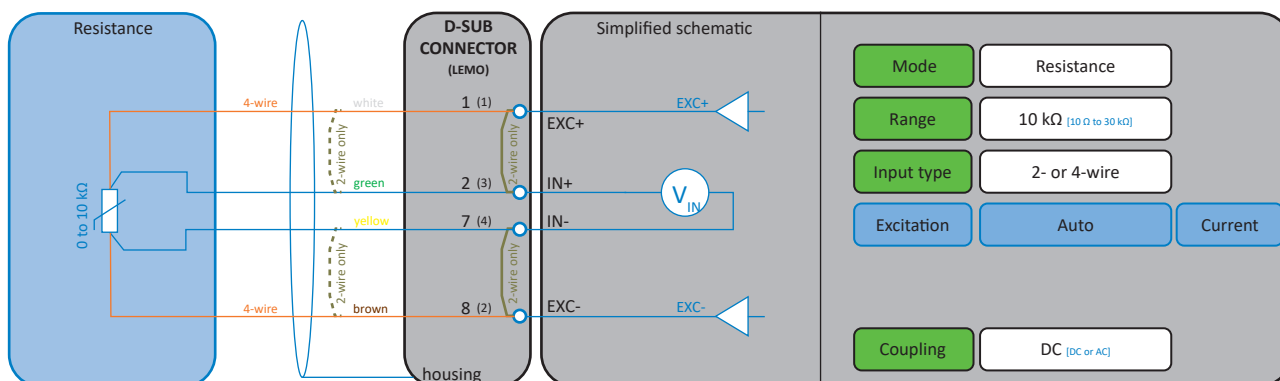 Resistance
D-SUB
CONNECTOR
(LEMO)
Simplified schematic
Mode
Resistance
4-wire
white
1 (1)
EXC+
EXC+
Range
10 kΩ [10 Ω to 30 kΩ]
2-wire only
2-wire only
Input type
2- or 4-wire
green
2 (3)
IN+
V IN
0 to 10 kΩ
yellow
7 (4)
IN-
Excitation
Auto
Current
2-wire only
2-wire only
4-wire
brown
8 (2)
EXC-
EXC-
Coupling
DC [DC or AC]
housing